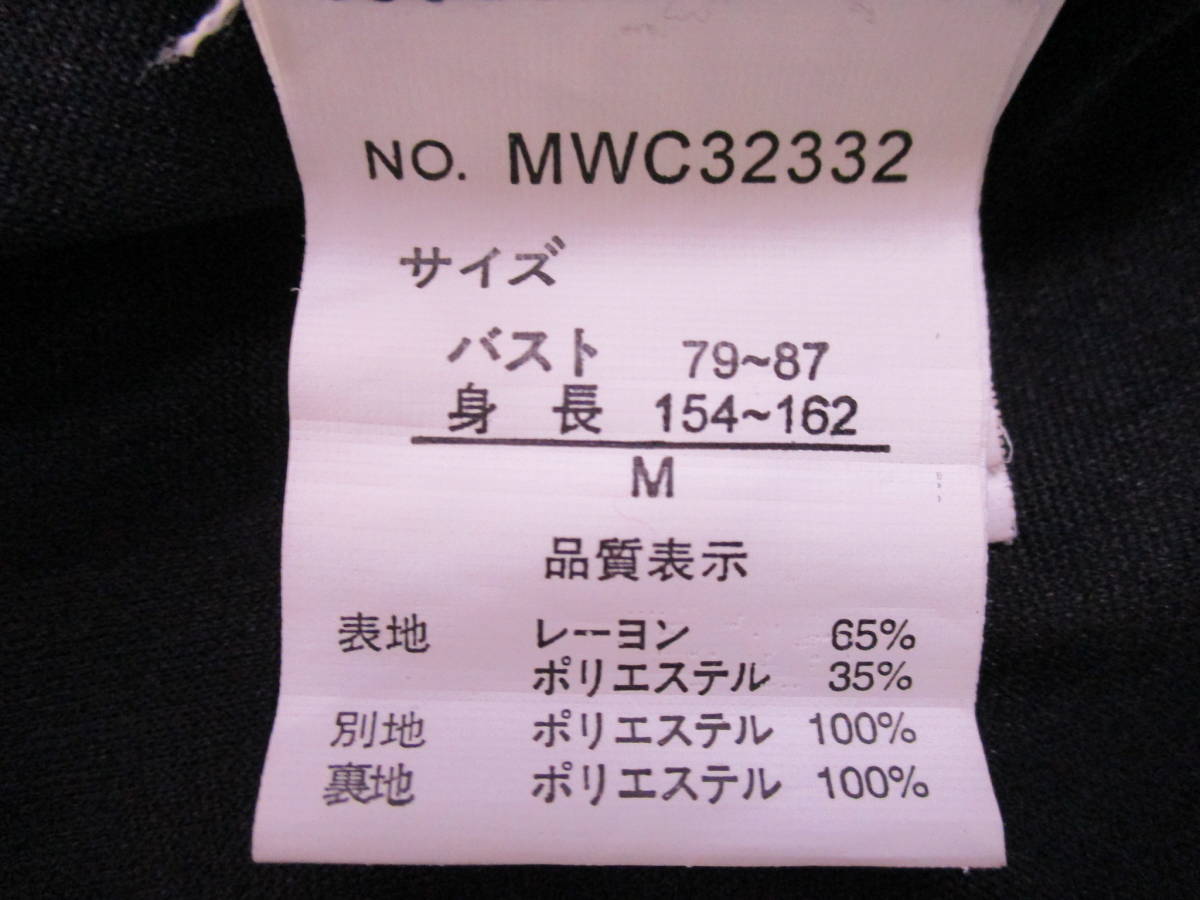 NO. MWC32332
サイズ
バスト 79~87
身 長 154~162
M
品質表示
表地 レーヨン 65%
ポリエステル 35%
別地 ポリエステル 100%
裏地 ポリエステル 100%